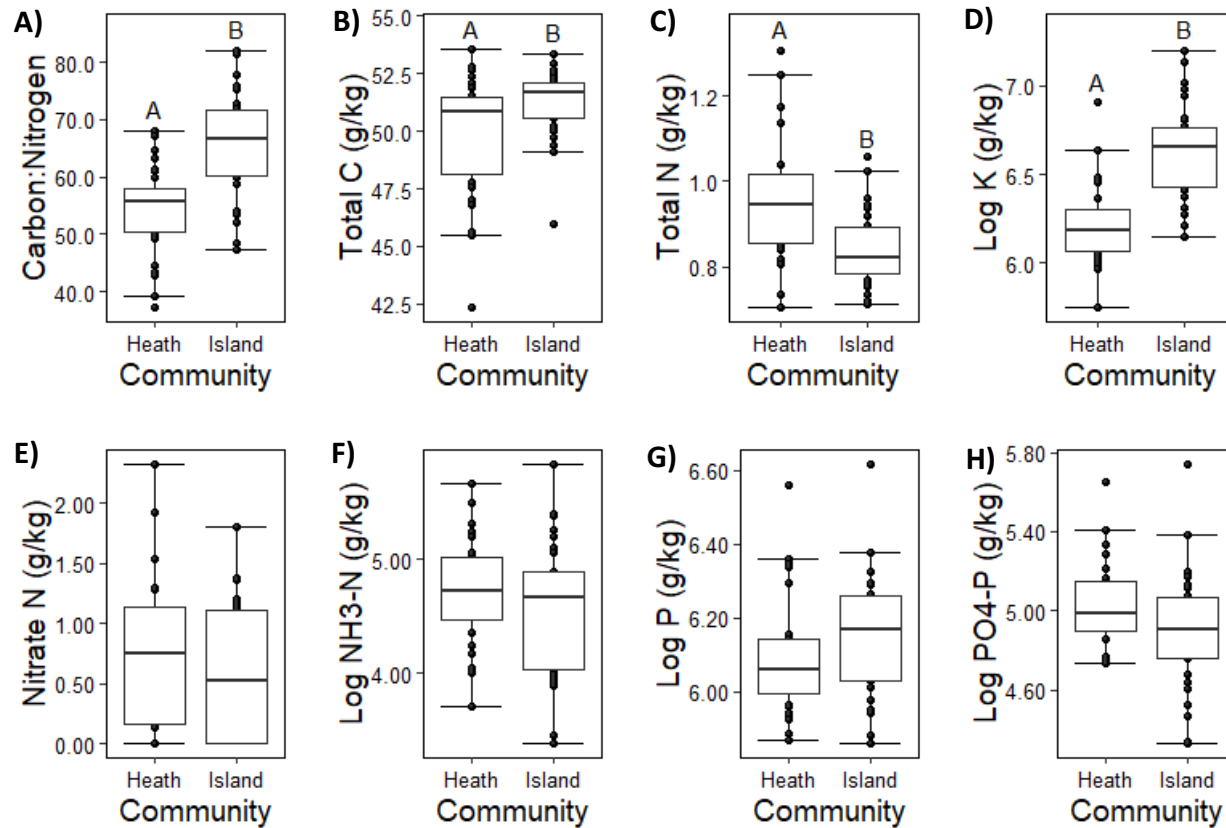 A)
Carbon:Nitrogen
80.0
70.0
60.0
50.0
40.0
A
B
Heath Island
Community
B)
Total C (g/kg)
55.0
52.5
50.0
47.5
45.0
42.5
A
B
Heath Island
Community
C)
Total N (g/kg)
1.2
1.0
0.8
A
B
Heath Island
Community
D)
Log K (g/kg)
7.0
6.5
6.0
A
B
Heath Island
Community
E)
Nitrate N (g/kg)
2.00
1.50
1.00
0.50
0.00
Heath Island
Community
F)
Log NH3-N (g/kg)
5.00
4.00
Heath Island
Community
G)
Log P (g/kg)
6.60
6.40
6.20
6.00
Heath Island
Community
H)
Log PO4-P (g/kg)
5.80
5.40
5.00
4.60
Heath Island
Community